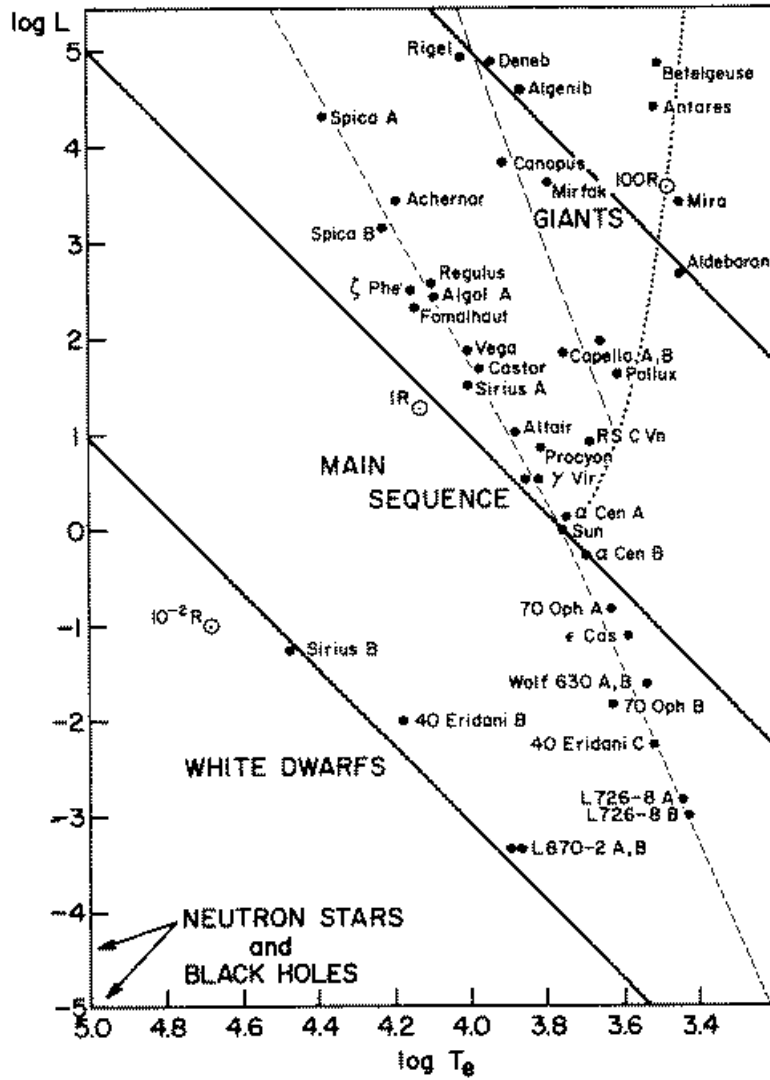 log L
5
4
3
2
1
0
-1
-2
-3
-4
-5
Rigel
Deneb
Betelgeuse
Algenib
Antares
Spica A
Canopus
100R
Mirfak
Mira
Achernar
GIANTS
Spica B
Aldebaran
Regulus
ζ Phe
Algol A
Fomalhaut
Vega
Capella, A, B
Castor
Pollux
Sirius A
1R
Altair
RS C Vn
Procyon
MAIN
γ Vir
SEQUENCE
α Cen A
Sun
α Cen B
70 Oph A
10⁻²R
ε Cas
Sirius B
Wolf 630 A, B
70 Oph B
40 Eridani B
40 Eridani C
WHITE DWARFS
L726-8 A
L726-8 B
L870-2 A, B
NEUTRON STARS
and
BLACK HOLES
5.0 4.8 4.6 4.4 4.2 4.0 3.8 3.6 3.4
log Te